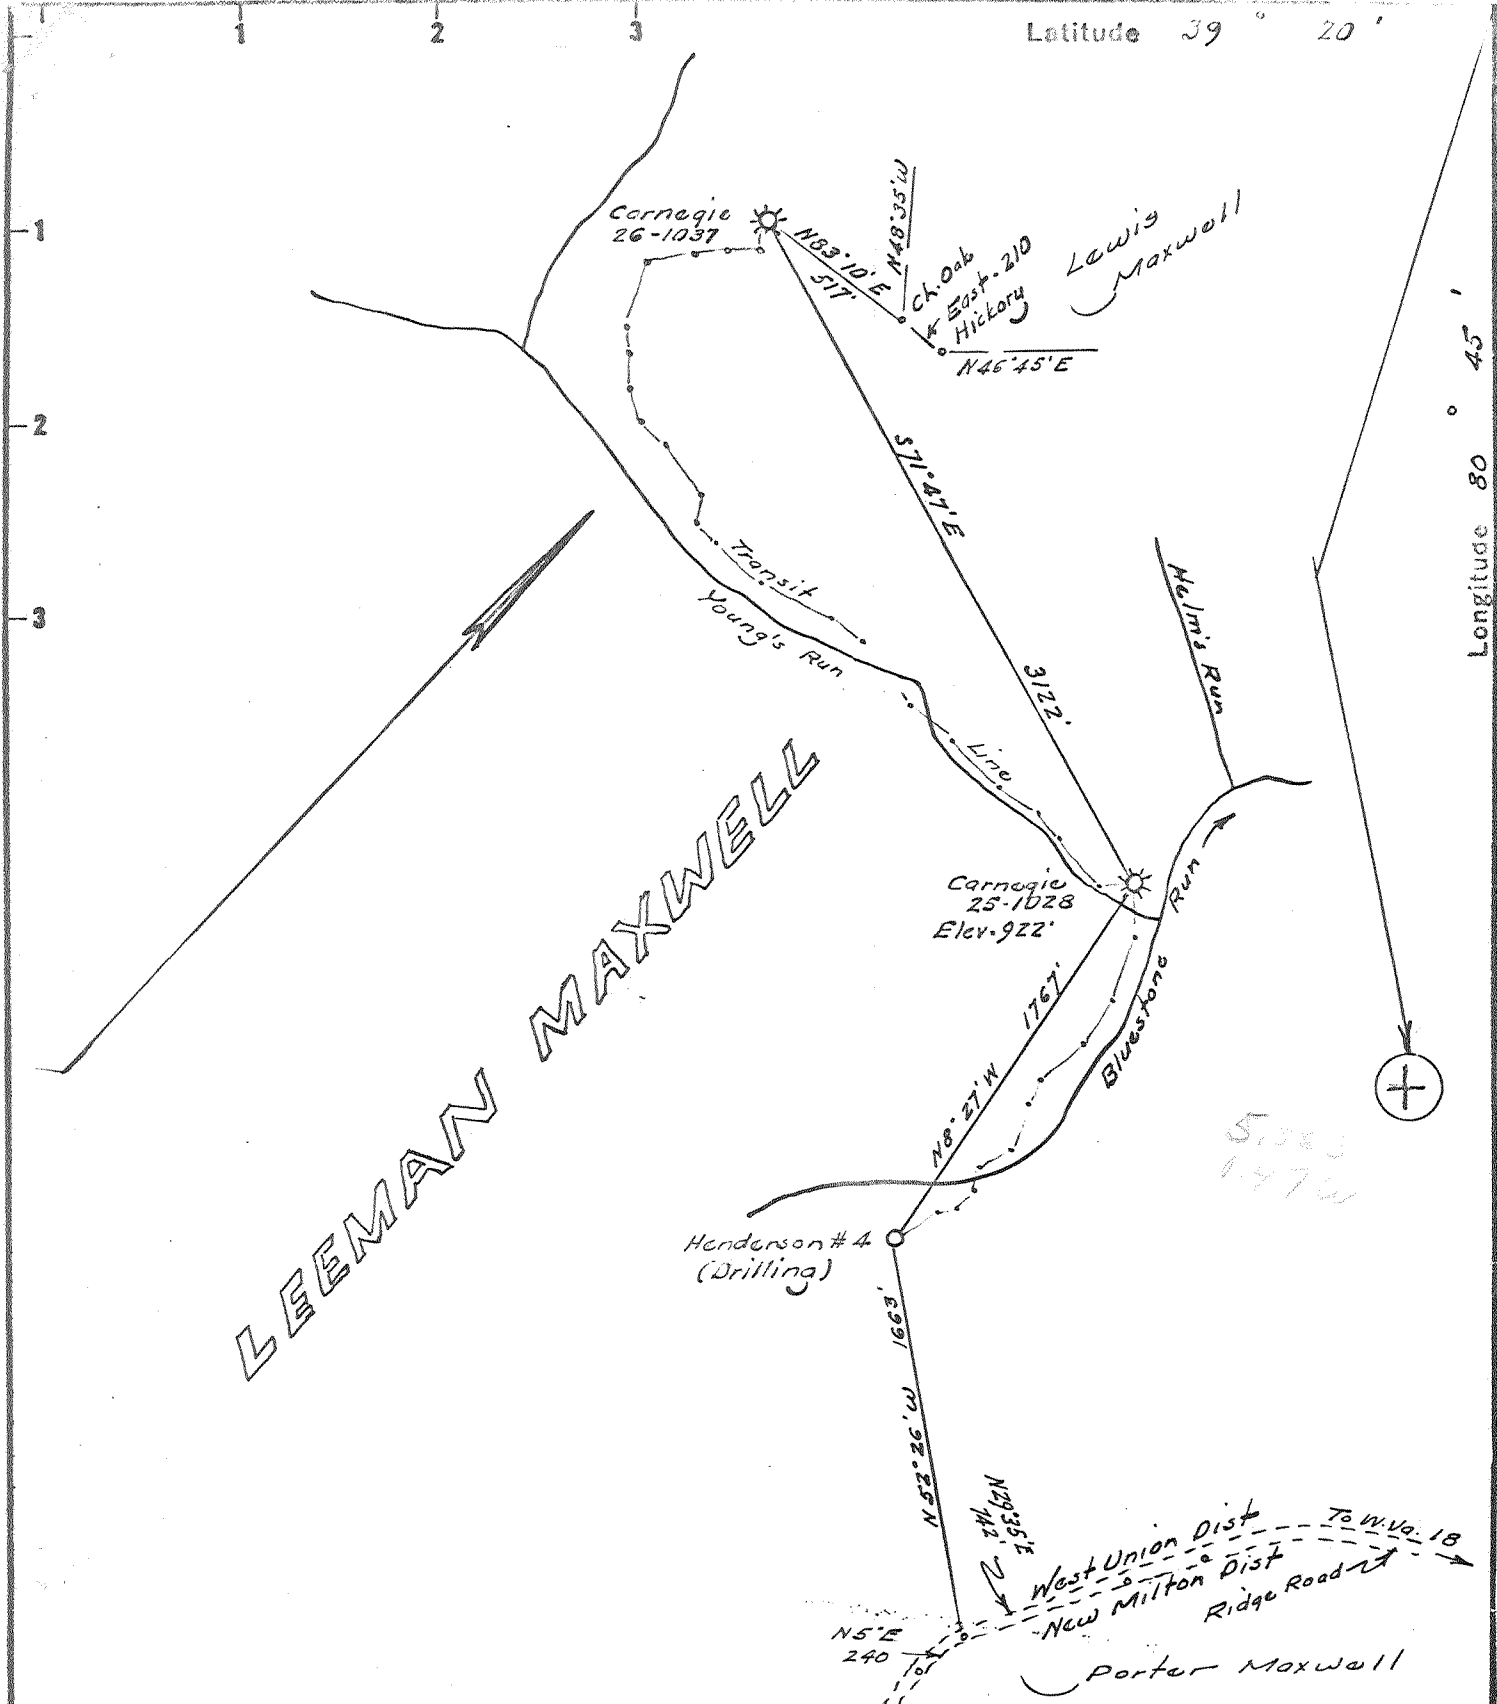 1 2 3 Latitude 39 ° 20 '
1
2
3
Longitude 80 ° 45 '
Carnegie
26-1037
N83°10'E
517'
N48°35'W
Ch. Oak
East-210
Hickory
N46°45'E
Lewis
Maxwell
S71°47'E
3122'
Transit
Young's Run
Line
Helm's Run
LEEMAN MAXWELL
Carnegie
25-1028
Elev. 922'
Bluestone Run
N8°27'W 1767'
Henderson #4
(Drilling)
N52°26'W 1663'
N29°35'E
142'
West Union Dist
New Milton Dist
To W.Va. 18
Ridge Road
N5°E
240
Porter Maxwell